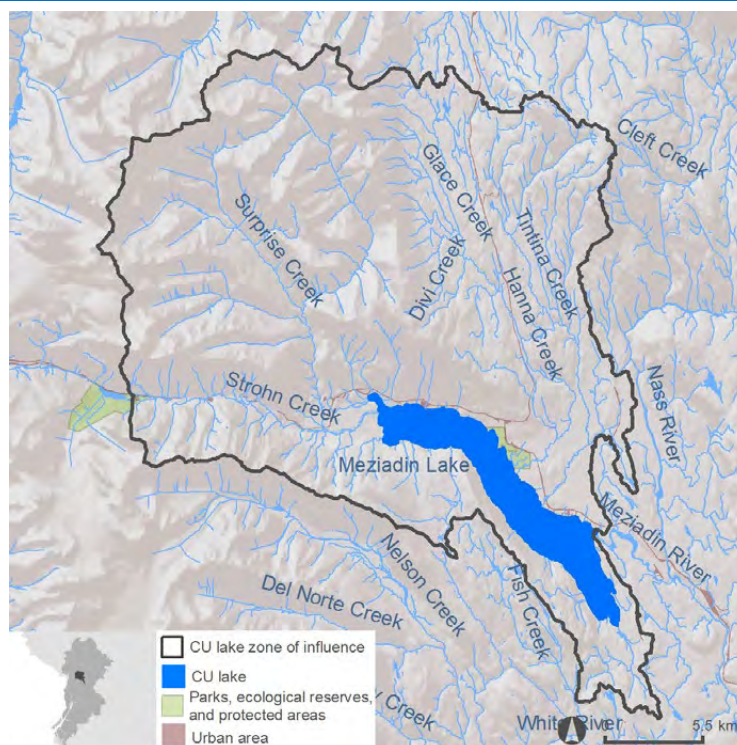 Cleft Creek
Glace Creek
Tintina Creek
Surprise Creek
Divi Creek
Hanna Creek
Nass River
Strohn Creek
Meziadin Lake
Meziadin River
Nelson Creek
Fish Creek
Del Norte Creek
CU lake zone of influence
CU lake
Parks, ecological reserves,
and protected areas
Urban area
y Creek
White River
0 5.5 km